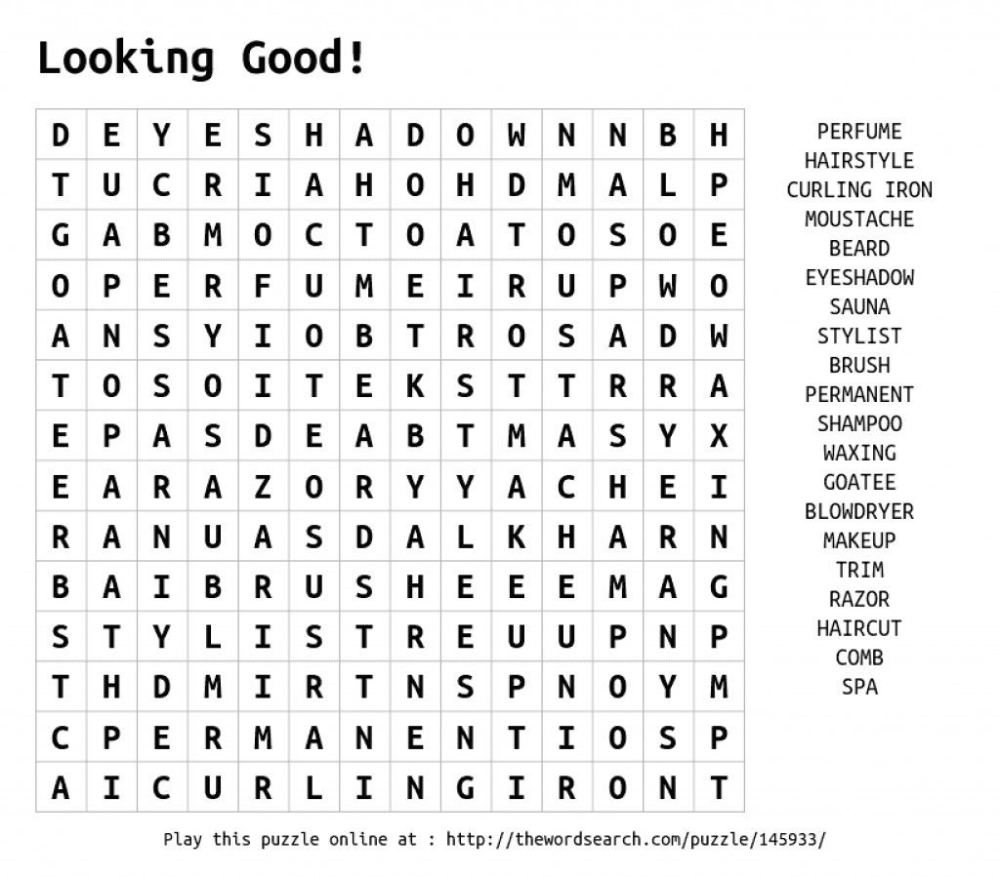 Looking Good!
D E Y E S H A D O W N N B H
T U C R I A H O H D M A L P
G A B M O C T O A T O S O E
O P E R F U M E I R U P W O
A N S Y I O B T R O S A D W
T O S O I T E K S T T R R A
E P A S D E A B T M A S Y X
E A R A Z O R Y Y A C H E I
R A N U A S D A L K H A R N
B A I B R U S H E E E M A G
S T Y L I S T R E U U P N P
T H D M I R T N S P N O Y M
C P E R M A N E N T I O S P
A I C U R L I N G I R O N T
PERFUME
HAIRSTYLE
CURLING IRON
MOUSTACHE
BEARD
EYESHADOW
SAUNA
STYLIST
BRUSH
PERMANENT
SHAMPOO
WAXING
GOATEE
BLOWDRYER
MAKEUP
TRIM
RAZOR
HAIRCUT
COMB
SPA
Play this puzzle online at : http://thewordsearch.com/puzzle/145933/